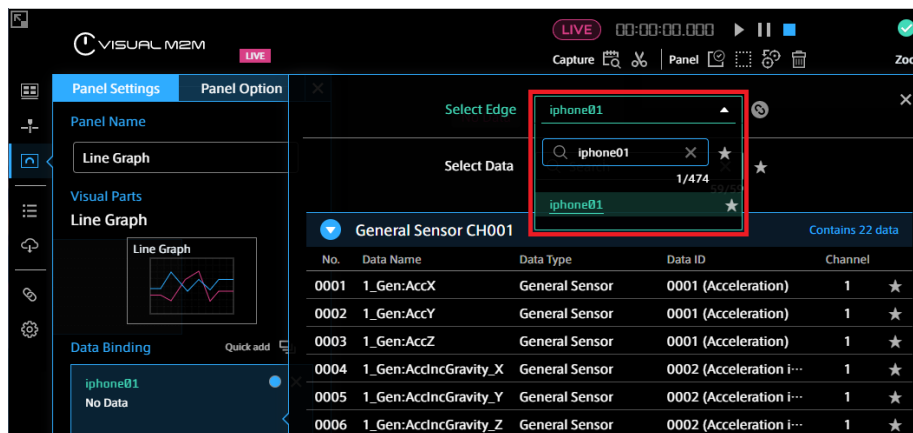 VISUAL M2M
LIVE
LIVE 00:00:00.000
Capture Panel Zoo
Panel Settings Panel Option
Panel Name
Line Graph
Visual Parts
Line Graph
Line Graph
Data Binding Quick add
iphone01
No Data
Select Edge iphone01
iphone01
1/474
iphone01
Select Data
59/59
General Sensor CH001 Contains 22 data
No. Data Name Data Type Data ID Channel
0001 1_Gen:AccX General Sensor 0001 (Acceleration) 1
0002 1_Gen:AccY General Sensor 0001 (Acceleration) 1
0003 1_Gen:AccZ General Sensor 0001 (Acceleration) 1
0004 1_Gen:AccIncGravity_X General Sensor 0002 (Acceleration i··· 1
0005 1_Gen:AccIncGravity_Y General Sensor 0002 (Acceleration i··· 1
0006 1_Gen:AccIncGravity_Z General Sensor 0002 (Acceleration i··· 1